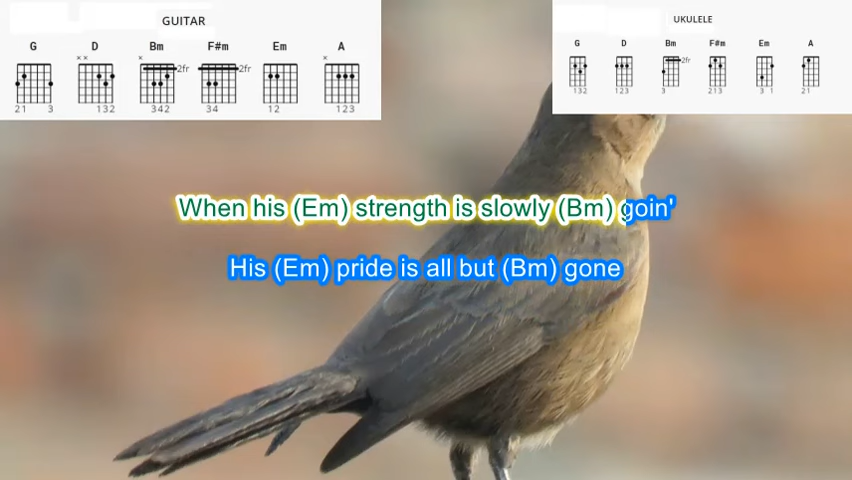 GUITAR
G D Bm F#m Em A
×× × ×
2fr 2fr
21 3 132 342 34 12 123
UKULELE
G D Bm F#m Em A
2fr
132 123 3 213 3 1 21
When his (Em) strength is slowly (Bm) goin'
His (Em) pride is all but (Bm) gone